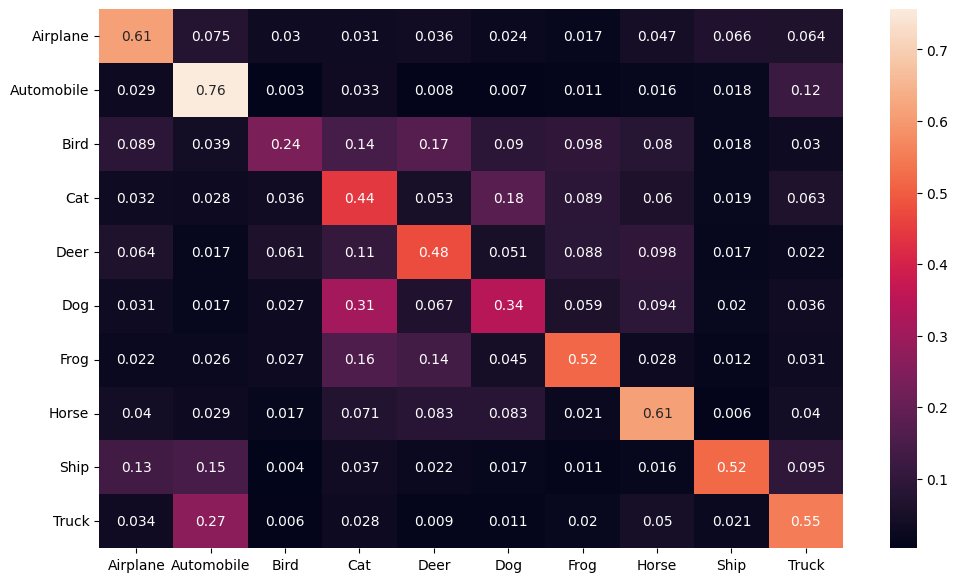 Airplane 0.61 0.075 0.03 0.031 0.036 0.024 0.017 0.047 0.066 0.064
Automobile 0.029 0.76 0.003 0.033 0.008 0.007 0.011 0.016 0.018 0.12
Bird 0.089 0.039 0.24 0.14 0.17 0.09 0.098 0.08 0.018 0.03
Cat 0.032 0.028 0.036 0.44 0.053 0.18 0.089 0.06 0.019 0.063
Deer 0.064 0.017 0.061 0.11 0.48 0.051 0.088 0.098 0.017 0.022
Dog 0.031 0.017 0.027 0.31 0.067 0.34 0.059 0.094 0.02 0.036
Frog 0.022 0.026 0.027 0.16 0.14 0.045 0.52 0.028 0.012 0.031
Horse 0.04 0.029 0.017 0.071 0.083 0.083 0.021 0.61 0.006 0.04
Ship 0.13 0.15 0.004 0.037 0.022 0.017 0.011 0.016 0.52 0.095
Truck 0.034 0.27 0.006 0.028 0.009 0.011 0.02 0.05 0.021 0.55
Airplane Automobile Bird Cat Deer Dog Frog Horse Ship Truck
0.7
0.6
0.5
0.4
0.3
0.2
0.1